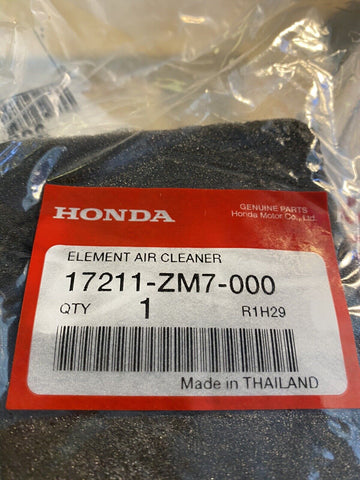 HONDA
GENUINE PARTS
Honda Motor Co., Ltd.
ELEMENT AIR CLEANER
17211-ZM7-000
QTY 1 R1H29
Made in THAILAND